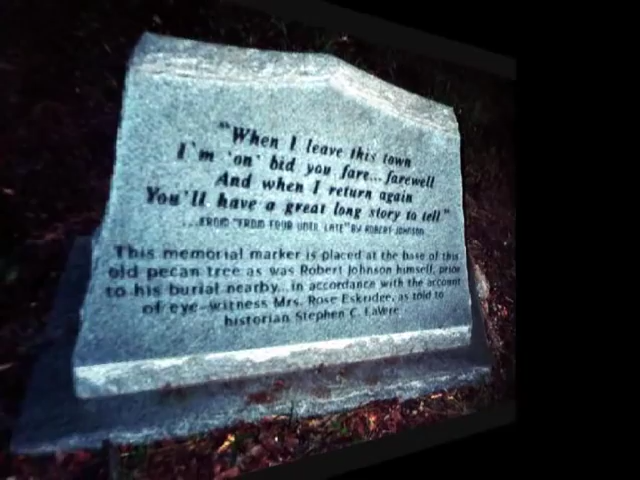 "When I leave this town
I'm 'on' bid you fare...farewell
And when I return again
You'll have a great long story to tell"
...FROM "FROM FOUR UNTIL LATE" BY ROBERT JOHNSON
This memorial marker is placed at the base of this
old pecan tree as was Robert Johnson himself, prior
to his burial nearby...in accordance with the account
of eye-witness Mrs. Rose Eskridge, as told to
historian Stephen C. LaVere